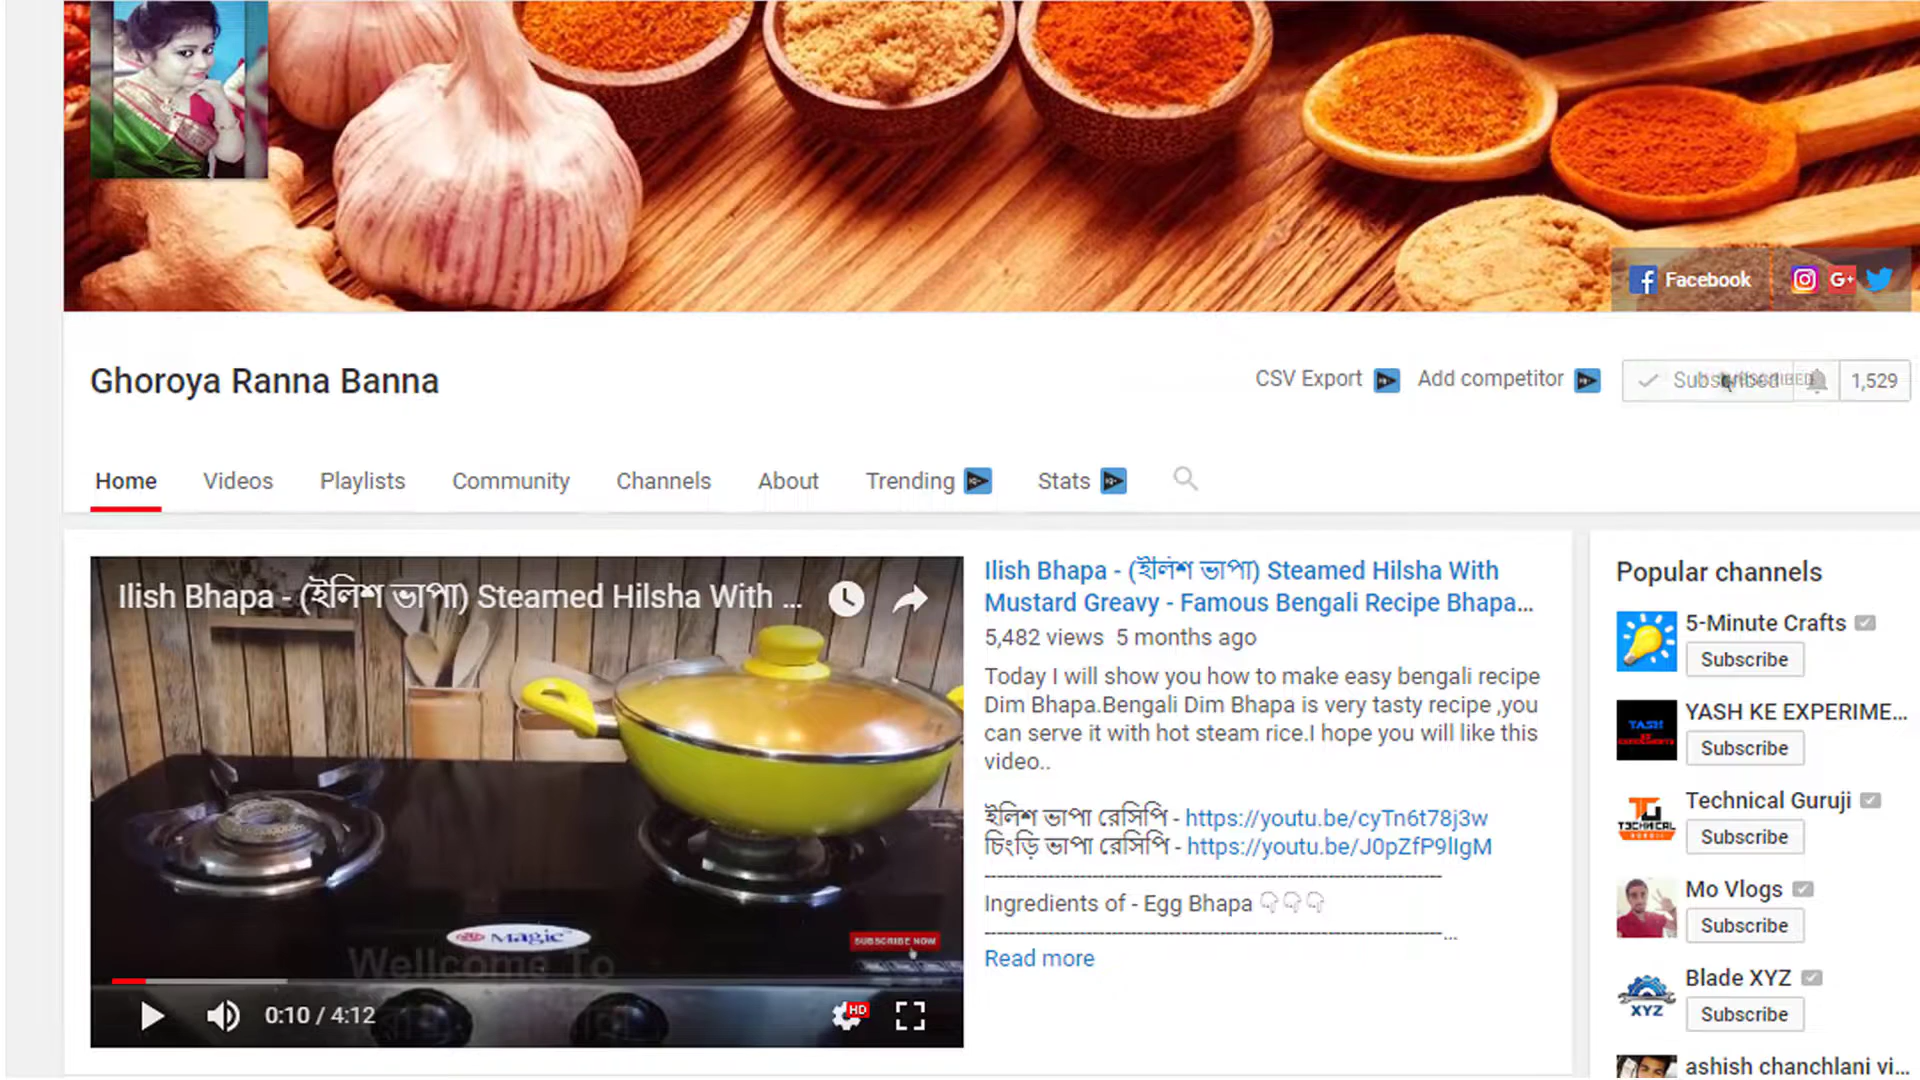 Facebook
G+
Ghoroya Ranna Banna
CSV Export
Add competitor
Subscribed
1,529
Home
Videos
Playlists
Community
Channels
About
Trending
Stats
Ilish Bhapa - (ইলিশ ভাপা) Steamed Hilsha With ...
Magic
SUBSCRIBE NOW
Wellcome To
0:10 / 4:12
HD
Ilish Bhapa - (ইলিশ ভাপা) Steamed Hilsha With
Mustard Greavy - Famous Bengali Recipe Bhapa...
5,482 views 5 months ago
Today I will show you how to make easy bengali recipe
Dim Bhapa.Bengali Dim Bhapa is very tasty recipe ,you
can serve it with hot steam rice.I hope you will like this
video..
ইলিশ ভাপা রেসিপি - https://youtu.be/cyTn6t78j3w
চিংড়ি ভাপা রেসিপি - https://youtu.be/J0pZfP9lIgM
Ingredients of - Egg Bhapa 👇👇👇
...
Read more
Popular channels
5-Minute Crafts
Subscribe
YASH KE EXPERIME...
Subscribe
Technical Guruji
Subscribe
Mo Vlogs
Subscribe
XYZ
Blade XYZ
Subscribe
ashish chanchlani vi...